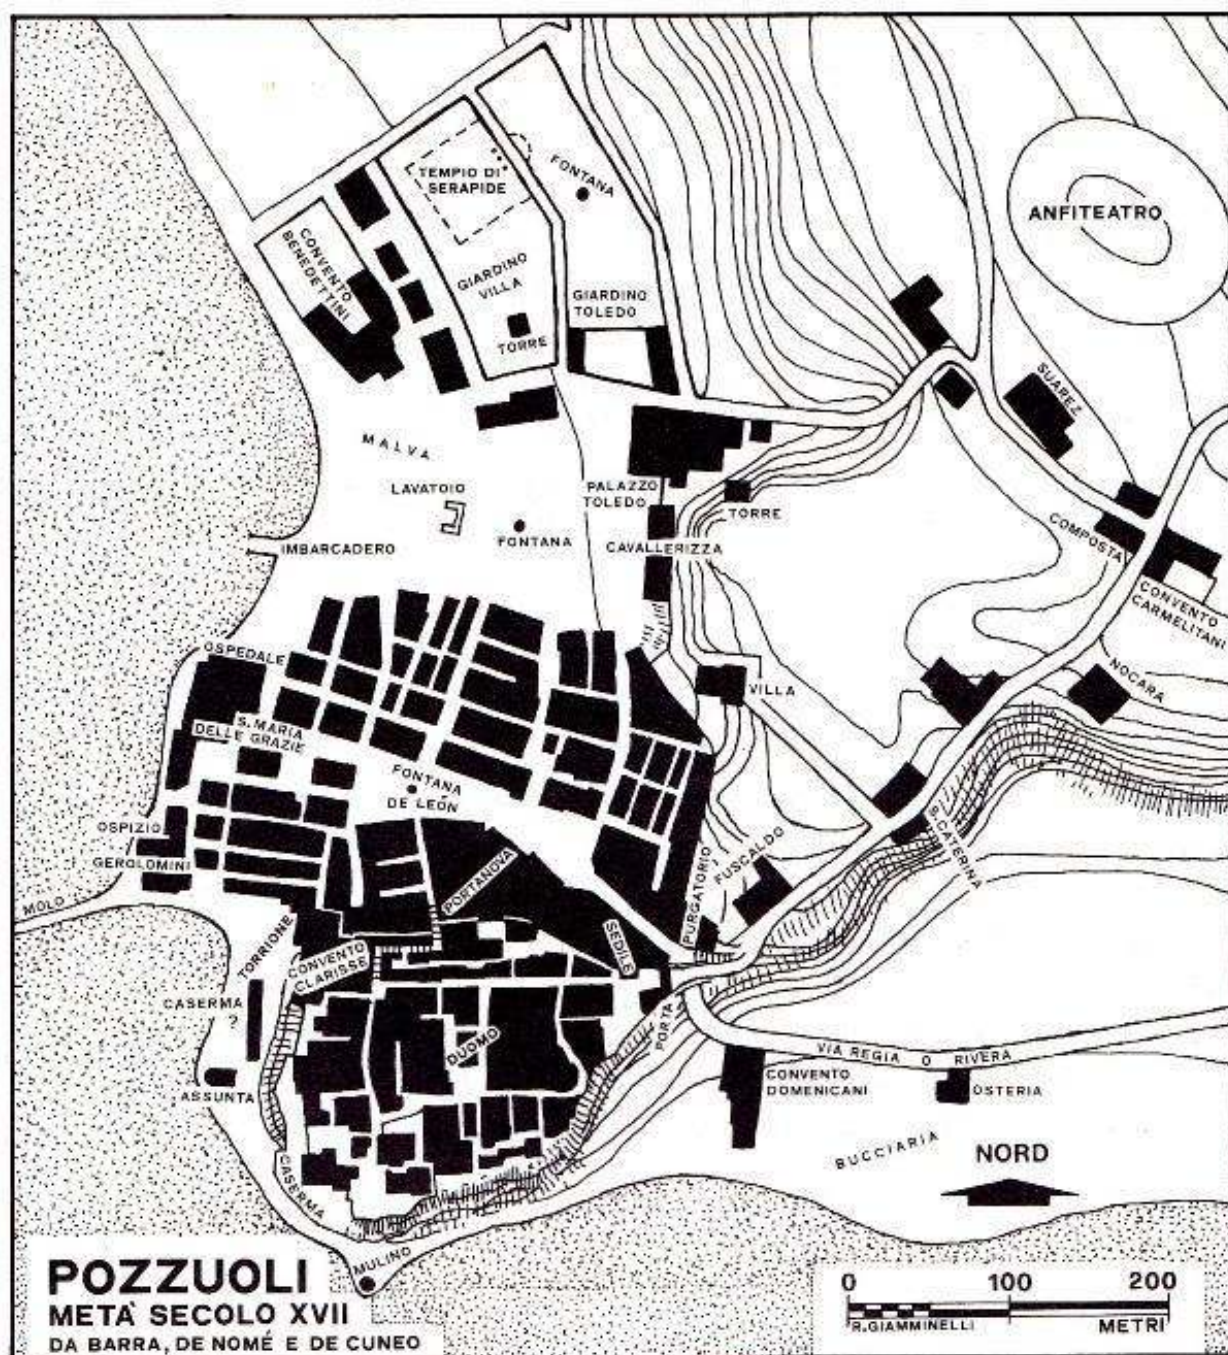 TEMPIO DI
SERAPIDE
FONTANA
ANFITEATRO
CONVENTO
BENEDETTINI
GIARDINO
VILLA
GIARDINO
TOLEDO
TORRE
SUAREZ
MALVA
LAVATOIO
PALAZZO
TOLEDO
TORRE
FONTANA
CAVALLERIZZA
IMBARCADERO
COMPOSTA
CONVENTO
CARMELITANI
NOCARA
OSPEDALE
VILLA
S. MARIA
DELLE GRAZIE
FONTANA
DE LEÓN
OSPIZIO
GEROLOMINI
S. CATERINA
FUSCALDO
PURGATORIO
PORTANOVA
MOLO
TORRIONE
CONVENTO
CLARISSE
SEDILE
CASERMA
?
PORTA
DUOMO
VIA REGIA O RIVERA
CONVENTO
DOMENICANI
OSTERIA
ASSUNTA
BUCCIARIA
NORD
CASERMA
MULINO
POZZUOLI
METÀ SECOLO XVII
DA BARRA, DE NOMÉ E DE CUNEO
0 100 200
R. GIAMMINELLI METRI